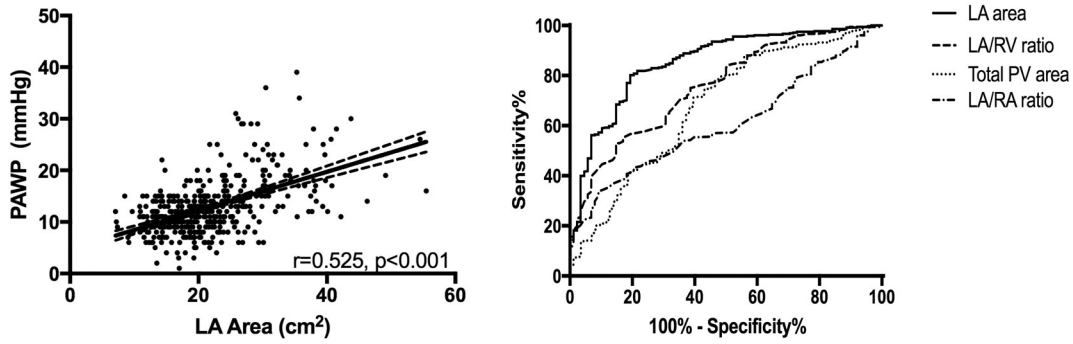 50
40
30
20
10
0
PAWP (mmHg)
0
20
40
60
LA Area (cm²)
r=0.525, p<0.001
100
80
60
40
20
0
Sensitivity%
0
20
40
60
80
100
100% - Specificity%
LA area
LA/RV ratio
Total PV area
LA/RA ratio